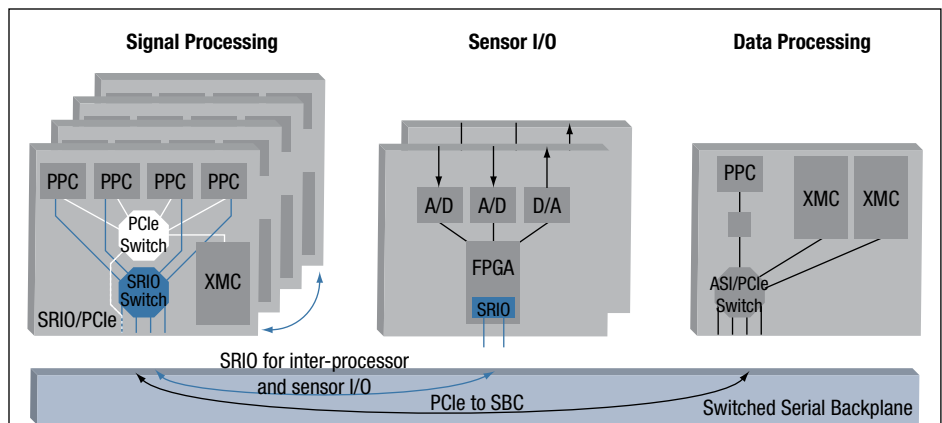 Signal Processing
Sensor I/O
Data Processing
PPC
PPC
PPC
PPC
PCIe
Switch
SRIO
Switch
XMC
SRIO/PCIe
A/D
A/D
D/A
FPGA
SRIO
PPC
XMC
XMC
ASI/PCIe
Switch
SRIO for inter-processor
and sensor I/O
PCIe to SBC
Switched Serial Backplane